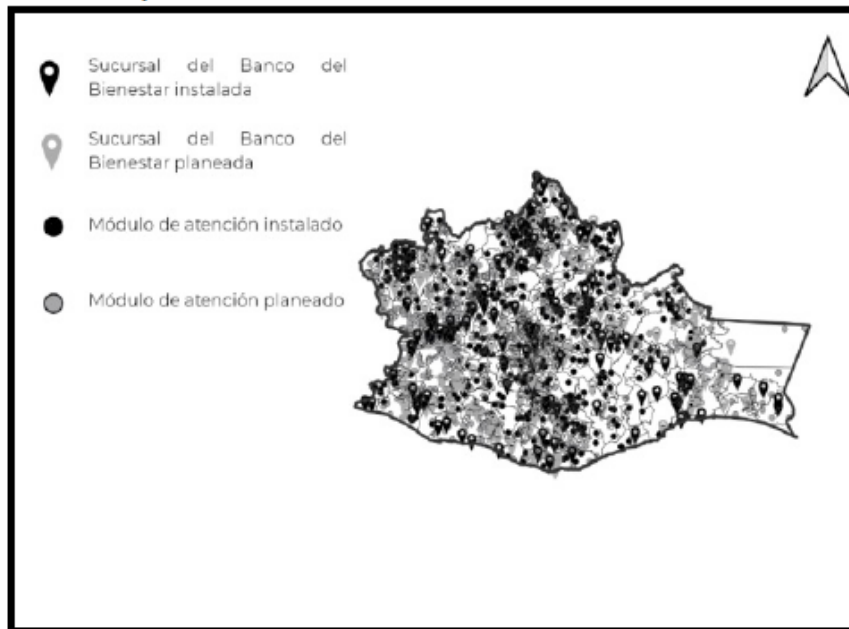 Sucursal del Banco del
Bienestar instalada
Sucursal del Banco del
Bienestar planeada
Módulo de atención instalado
Módulo de atención planeado